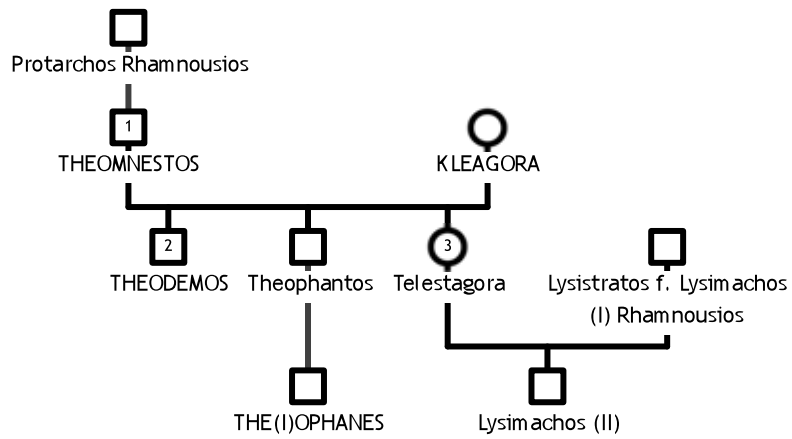 Protarchos Rhamnousios
1
THEOMNESTOS KLEAGORA
2 3
THEODEMOS Theophantos Telestagora Lysistratos f. Lysimachos
(I) Rhamnousios
THE(I)OPHANES Lysimachos (II)